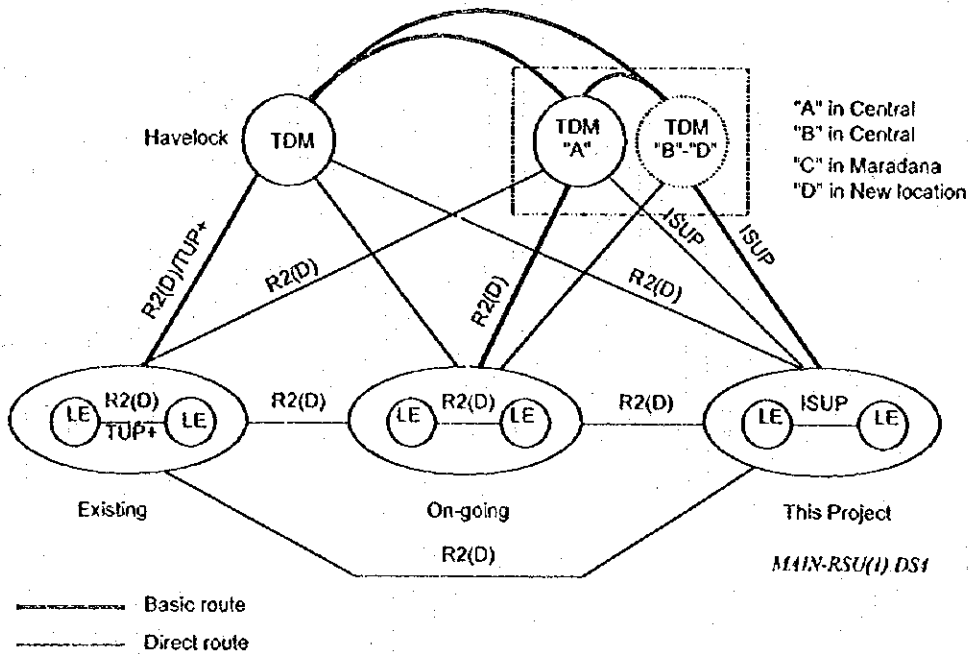 Havelock
TDM
TDM
"A"
TDM
"B"-"D"
"A" in Central
"B" in Central
"C" in Maradana
"D" in New location
R2(D)/TUP+
R2(D)
R2(D)
R2(D)
ISUP
ISUP
LE
R2(D)
TUP+
LE
R2(D)
LE
R2(D)
LE
R2(D)
LE
ISUP
LE
Existing
On-going
This Project
R2(D)
MAIN-RSU(1).DS4
Basic route
Direct route